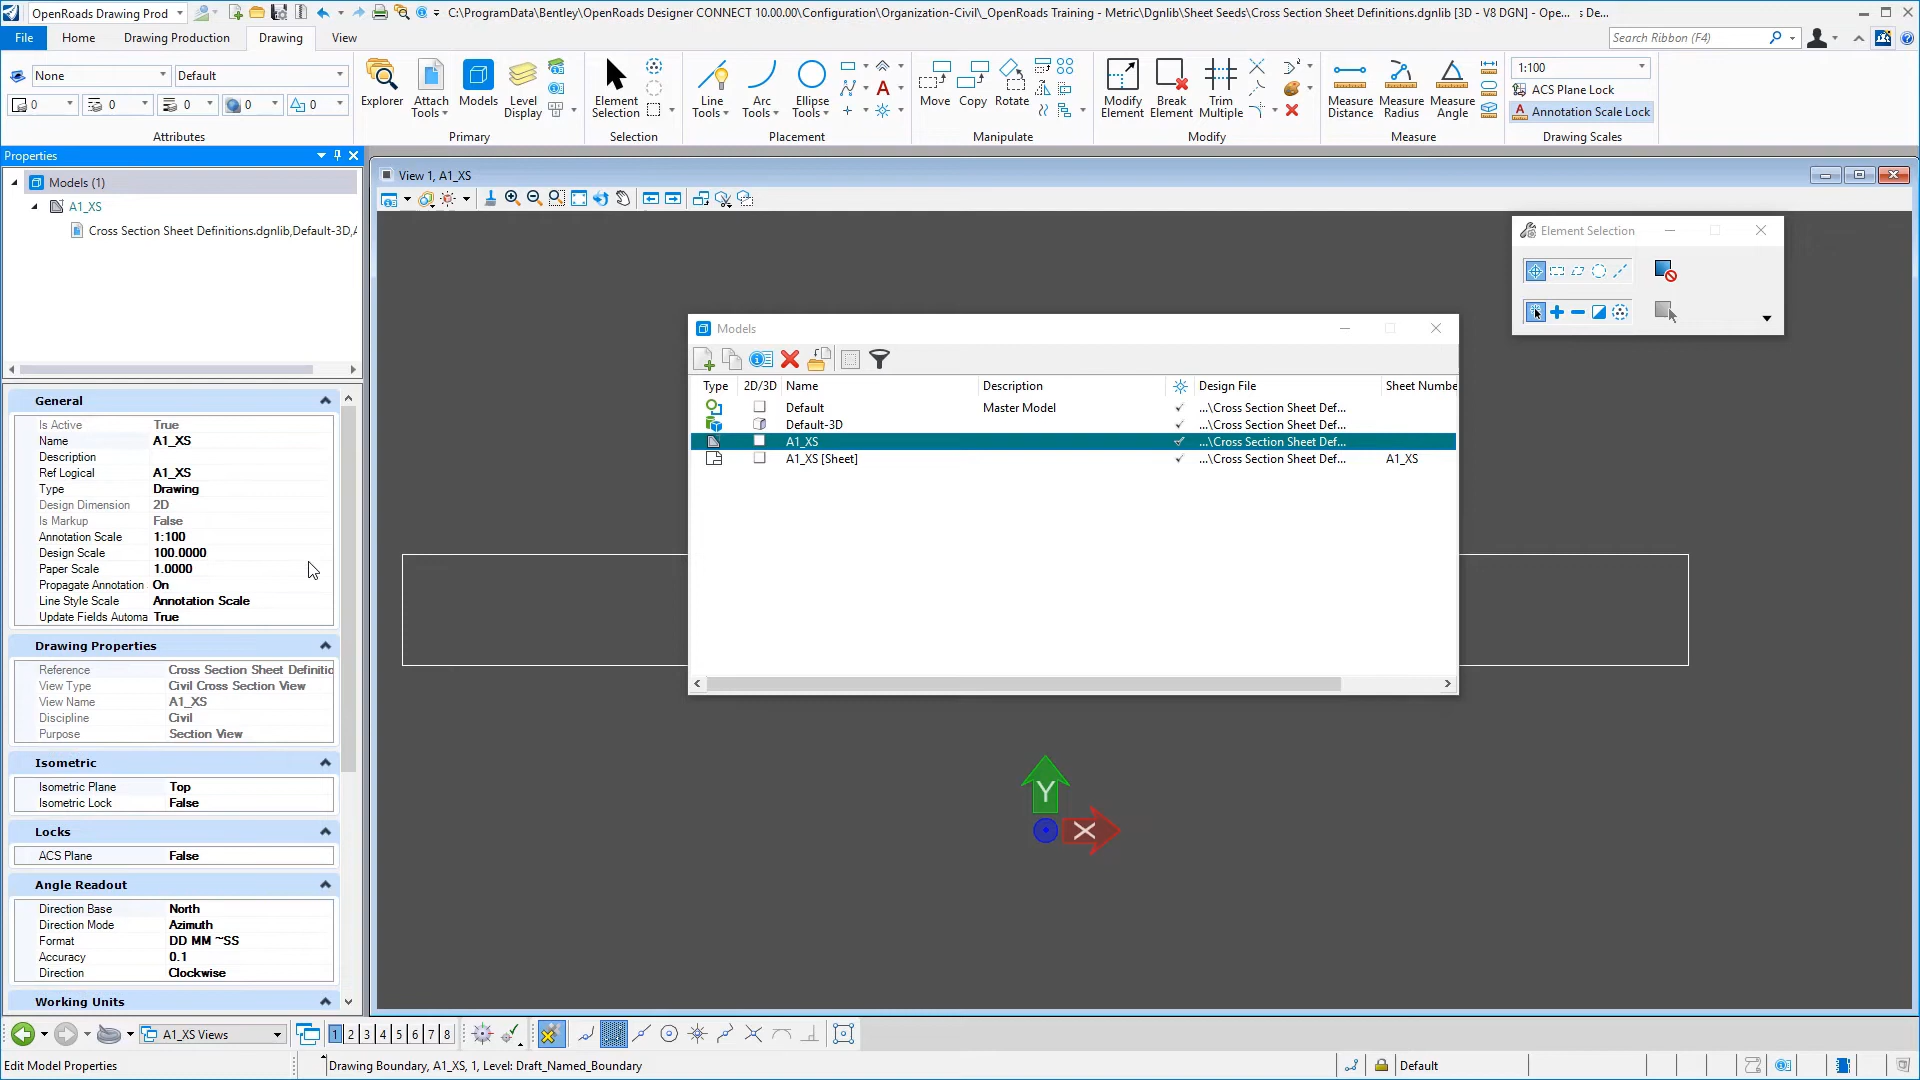 OpenRoads Drawing Prod
C:\ProgramData\Bentley\OpenRoads Designer CONNECT 10.00.00\Configuration\Organization-Civil\_OpenRoads Training - Metric\Dgnlib\Sheet Seeds\Cross Section Sheet Definitions.dgnlib [3D - V8 DGN] - Ope...
s De...
File Home Drawing Production Drawing View
Search Ribbon (F4)
None Default
0 0 0 0 0
Attributes
Explorer Attach Tools Models Level Display
Primary
Element Selection
Selection
Line Tools Arc Tools Ellipse Tools
Placement
Move Copy Rotate
Manipulate
Modify Element Break Element Trim Multiple
Modify
Measure Distance Measure Radius Measure Angle
Measure
1:100
ACS Plane Lock
Annotation Scale Lock
Drawing Scales
Properties
Models (1)
A1_XS
Cross Section Sheet Definitions.dgnlib,Default-3D,
General
Is Active True
Name A1_XS
Description
Ref Logical A1_XS
Type Drawing
Design Dimension 2D
Is Markup False
Annotation Scale 1:100
Design Scale 100.0000
Paper Scale 1.0000
Propagate Annotation On
Line Style Scale Annotation Scale
Update Fields Automa True
Drawing Properties
Reference Cross Section Sheet Definitio
View Type Civil Cross Section View
View Name A1_XS
Discipline Civil
Purpose Section View
Isometric
Isometric Plane Top
Isometric Lock False
Locks
ACS Plane False
Angle Readout
Direction Base North
Direction Mode Azimuth
Format DD MM ~SS
Accuracy 0.1
Direction Clockwise
Working Units
View 1, A1_XS
Element Selection
Models
Type 2D/3D Name Description Design File Sheet Numbe
Default Master Model ...\Cross Section Sheet Def...
Default-3D ...\Cross Section Sheet Def...
A1_XS ...\Cross Section Sheet Def...
A1_XS [Sheet] ...\Cross Section Sheet Def... A1_XS
Y
X
A1_XS Views
1 2 3 4 5 6 7 8
Edit Model Properties
Drawing Boundary, A1_XS, 1, Level: Draft_Named_Boundary
Default